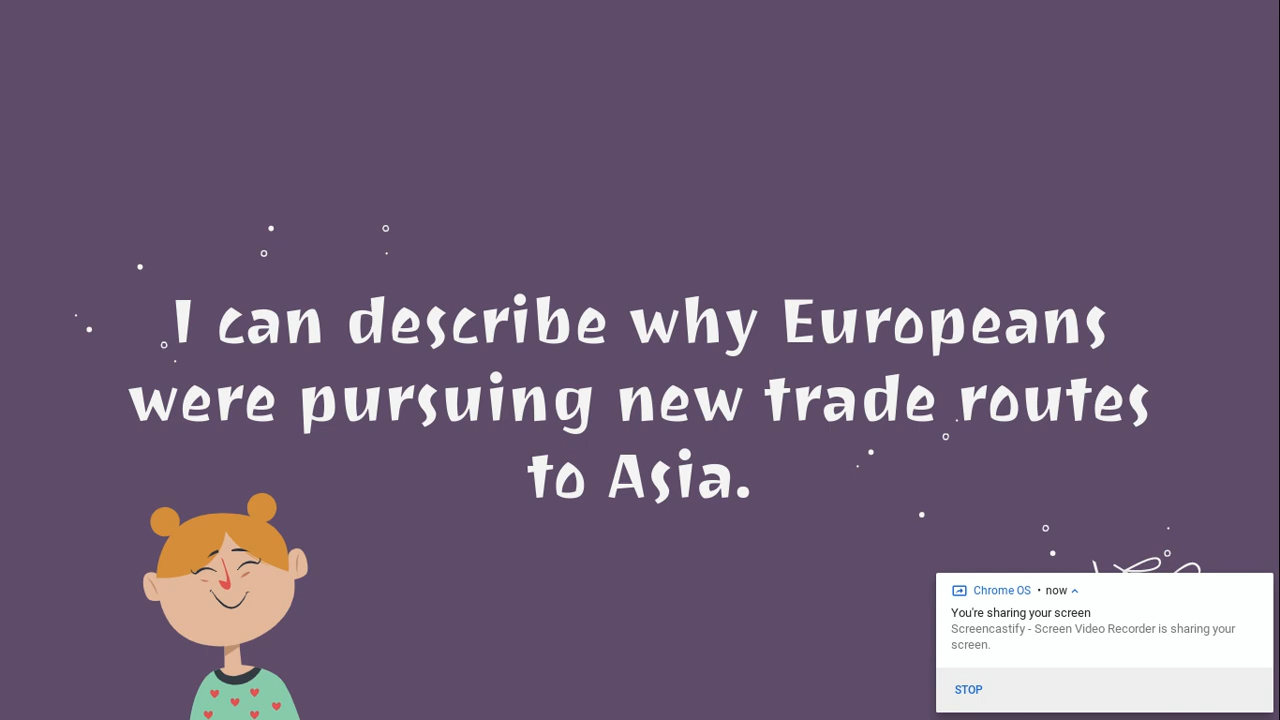 I can describe why Europeans
were pursuing new trade routes
to Asia.
Chrome OS • now
You're sharing your screen
Screencastify - Screen Video Recorder is sharing your
screen.
STOP